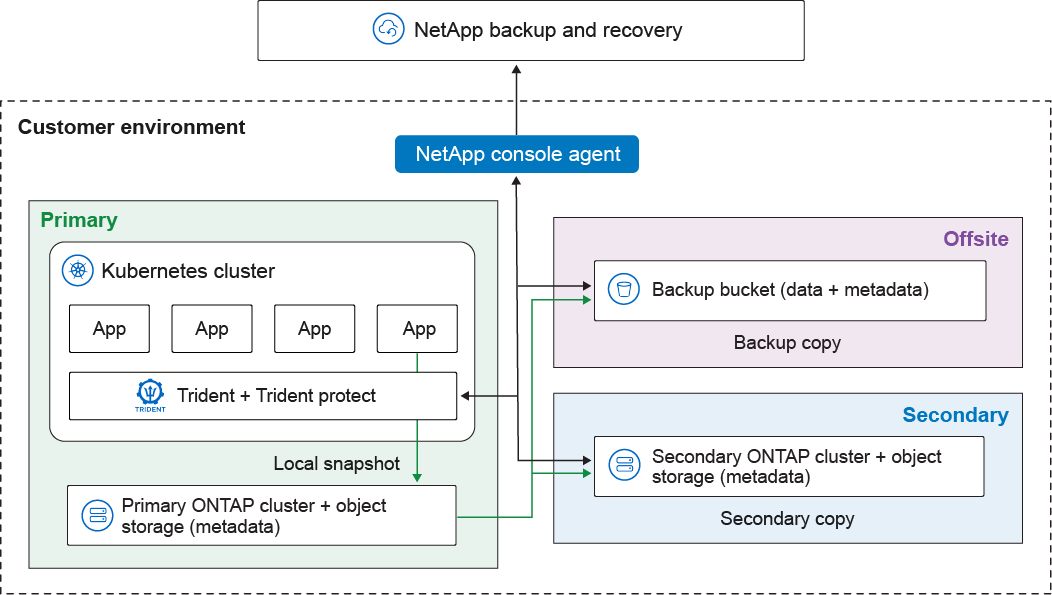 NetApp backup and recovery
Customer environment
NetApp console agent
Primary
Kubernetes cluster
App
App
App
App
TRIDENT
Trident + Trident protect
Local snapshot
Primary ONTAP cluster + object
storage (metadata)
Offsite
Backup bucket (data + metadata)
Backup copy
Secondary
Secondary ONTAP cluster + object
storage (metadata)
Secondary copy